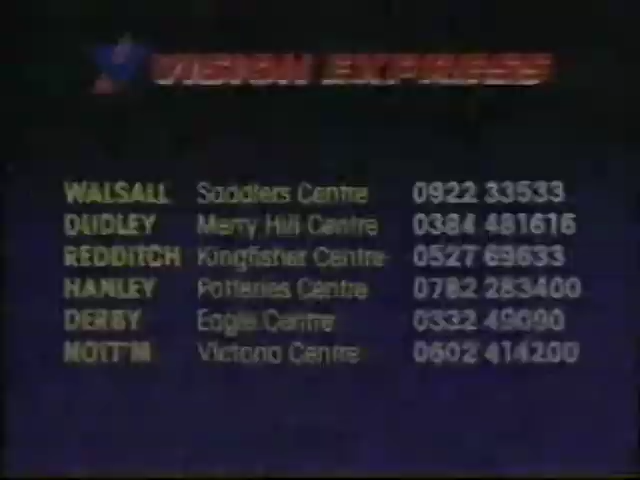 VISION EXPRESS
WALSALL Saddlers Centre 0922 33533
DUDLEY Merry Hill Centre 0384 481616
REDDITCH Kingfisher Centre 0527 69633
HANLEY Potteries Centre 0782 283400
DERBY Eagle Centre 0332 49090
NOTT'M Victoria Centre 0602 414200